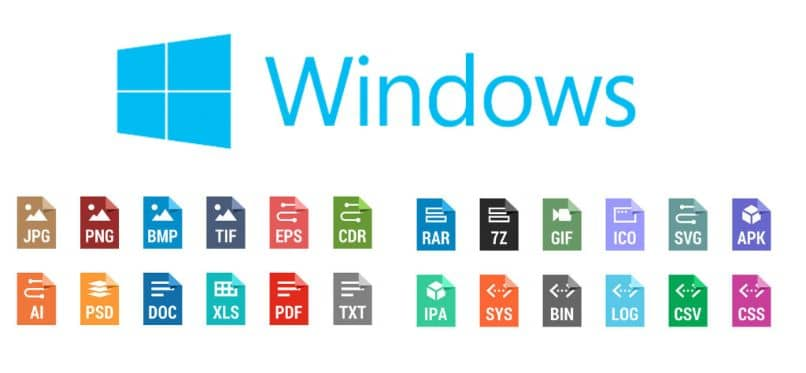 Windows
JPG PNG BMP TIF EPS CDR RAR 7Z GIF ICO SVG APK
AI PSD DOC XLS PDF TXT IPA SYS BIN LOG CSV CSS